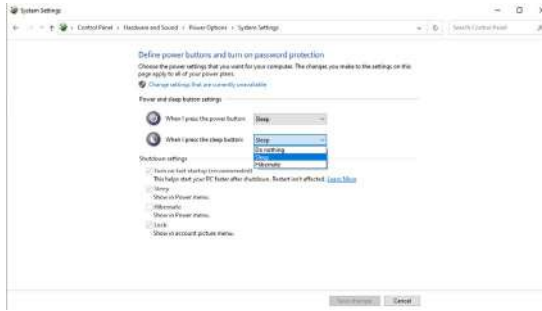 System Settings
Control Panel › Hardware and Sound › Power Options › System Settings
Search Control Panel
Define power buttons and turn on password protection
Choose the power settings that you want for your computer. The changes you make to the settings on this
page apply to all of your power plans.
Change settings that are currently unavailable
Power and sleep button settings
When I press the power button: Sleep
When I press the sleep button: Sleep
Do nothing
Sleep
Hibernate
Shutdown settings
Turn on fast startup (recommended)
This helps start your PC faster after shutdown. Restart isn't affected. Learn More
Sleep
Show in Power menu.
Hibernate
Show in Power menu.
Lock
Show in account picture menu.
Save changes Cancel